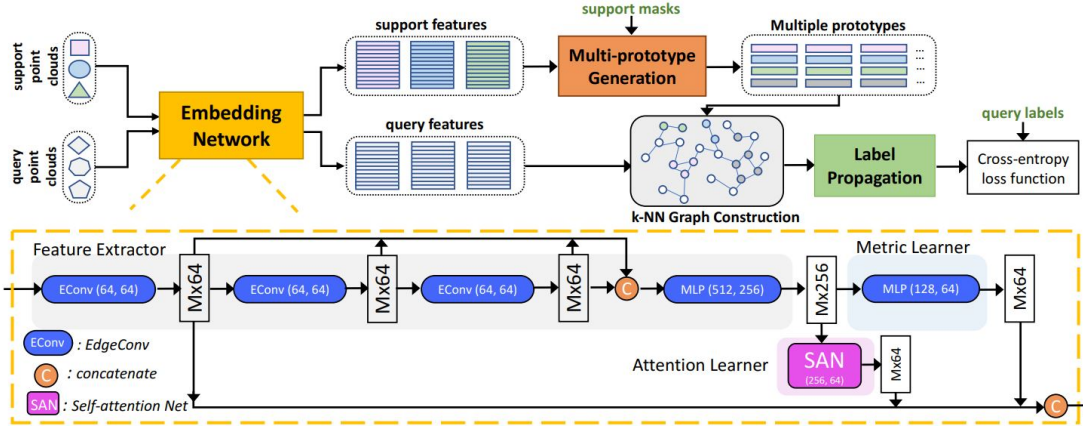 support masks
support features
Multiple prototypes
support
point
clouds
Multi-prototype
Generation
...
...
...
...
Embedding
Network
query features
query labels
query
point
clouds
Label
Propagation
Cross-entropy
loss function
k-NN Graph Construction
Feature Extractor
Metric Learner
EConv (64, 64)
Mx64
EConv (64, 64)
Mx64
EConv (64, 64)
Mx64
C
MLP (512, 256)
Mx256
MLP (128, 64)
Mx64
EConv : EdgeConv
C : concatenate
SAN : Self-attention Net
Attention Learner
SAN
(256, 64)
Mx64
C